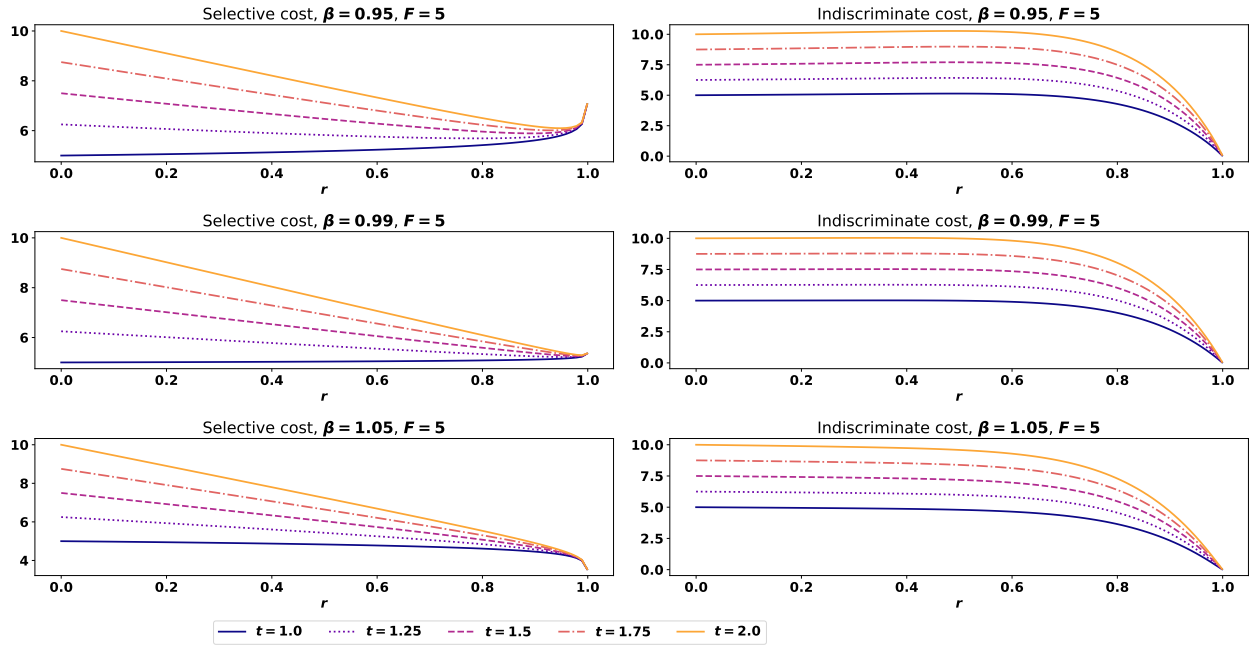 Selective cost, β = 0.95, F = 5
10
8
6
0.0 0.2 0.4 0.6 0.8 1.0
r
Indiscriminate cost, β = 0.95, F = 5
10.0
7.5
5.0
2.5
0.0
0.0 0.2 0.4 0.6 0.8 1.0
r
Selective cost, β = 0.99, F = 5
10
8
6
0.0 0.2 0.4 0.6 0.8 1.0
r
Indiscriminate cost, β = 0.99, F = 5
10.0
7.5
5.0
2.5
0.0
0.0 0.2 0.4 0.6 0.8 1.0
r
Selective cost, β = 1.05, F = 5
10
8
6
4
0.0 0.2 0.4 0.6 0.8 1.0
r
Indiscriminate cost, β = 1.05, F = 5
10.0
7.5
5.0
2.5
0.0
0.0 0.2 0.4 0.6 0.8 1.0
r
t = 1.0 t = 1.25 t = 1.5 t = 1.75 t = 2.0